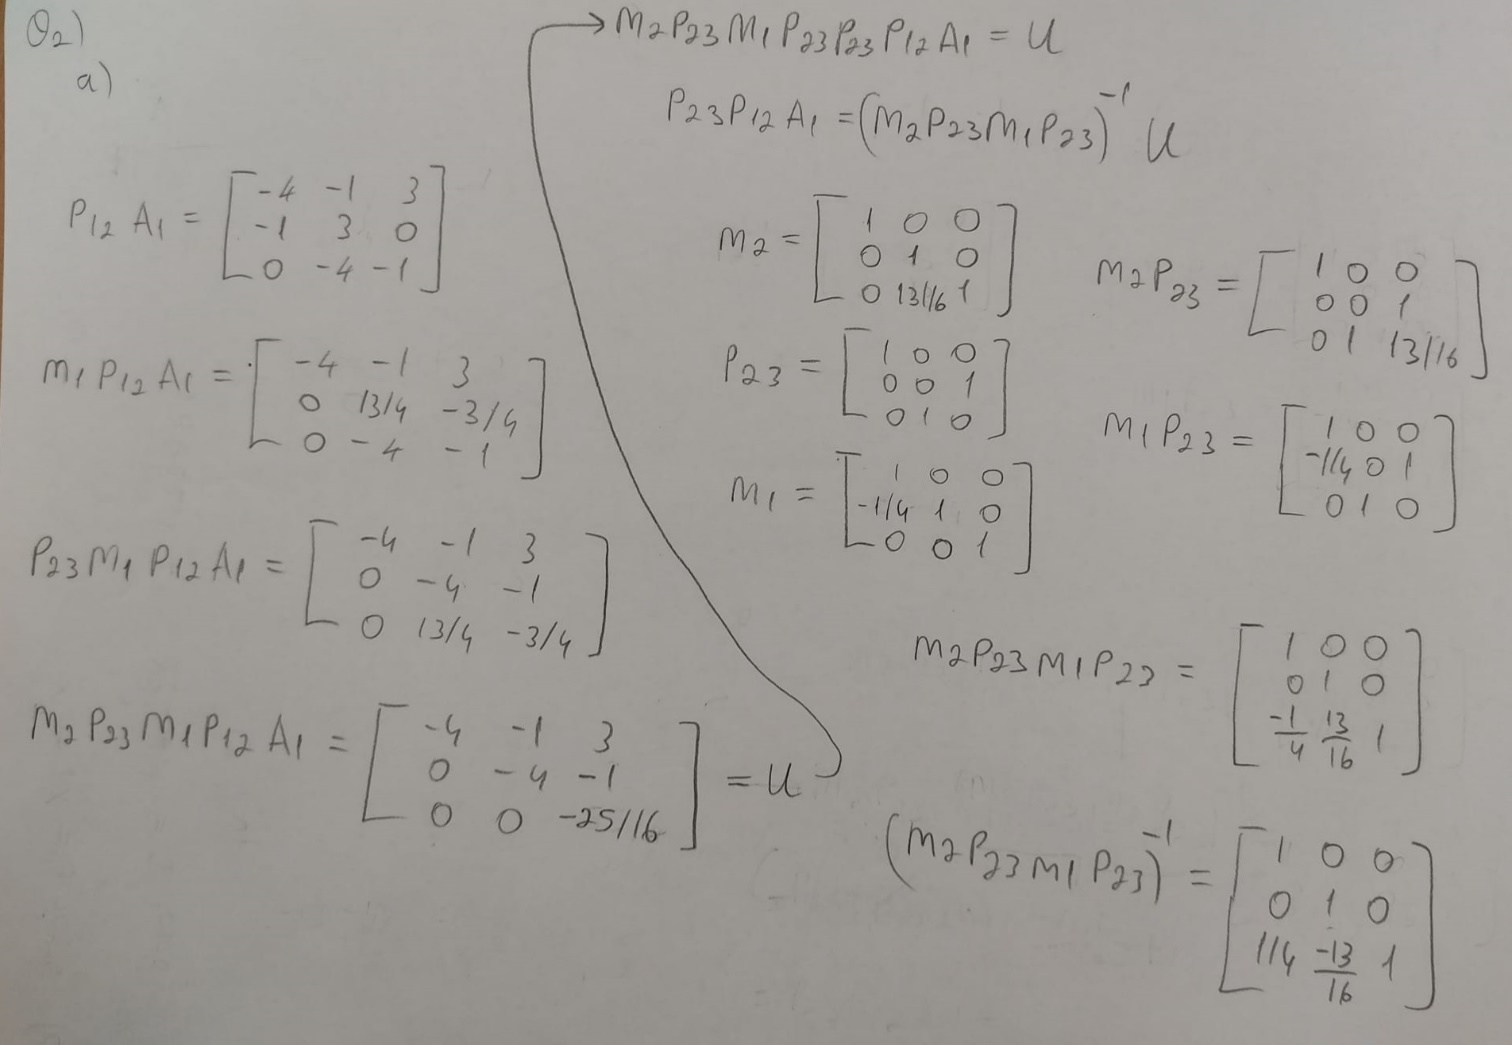 Q2)
a)
P12 A1 = [ -4 -1 3
-1 3 0
0 -4 -1 ]
M1 P12 A1 = [ -4 -1 3
0 13/4 -3/4
0 -4 -1 ]
P23 M1 P12 A1 = [ -4 -1 3
0 -4 -1
0 13/4 -3/4 ]
M2 P23 M1 P12 A1 = [ -4 -1 3
0 -4 -1
0 0 -25/16 ] = U
→ M2 P23 M1 P23 P23 P12 A1 = U
P23 P12 A1 = (M2 P23 M1 P23)^-1 U
M2 = [ 1 0 0
0 1 0
0 13/16 1 ]
P23 = [ 1 0 0
0 0 1
0 1 0 ]
M1 = [ 1 0 0
-1/4 1 0
0 0 1 ]
M2 P23 = [ 1 0 0
0 0 1
0 1 13/16 ]
M1 P23 = [ 1 0 0
-1/4 0 1
0 1 0 ]
M2 P23 M1 P23 = [ 1 0 0
0 1 0
-1/4 13/16 1 ]
(M2 P23 M1 P23)^-1 = [ 1 0 0
0 1 0
1/4 -13/16 1 ]